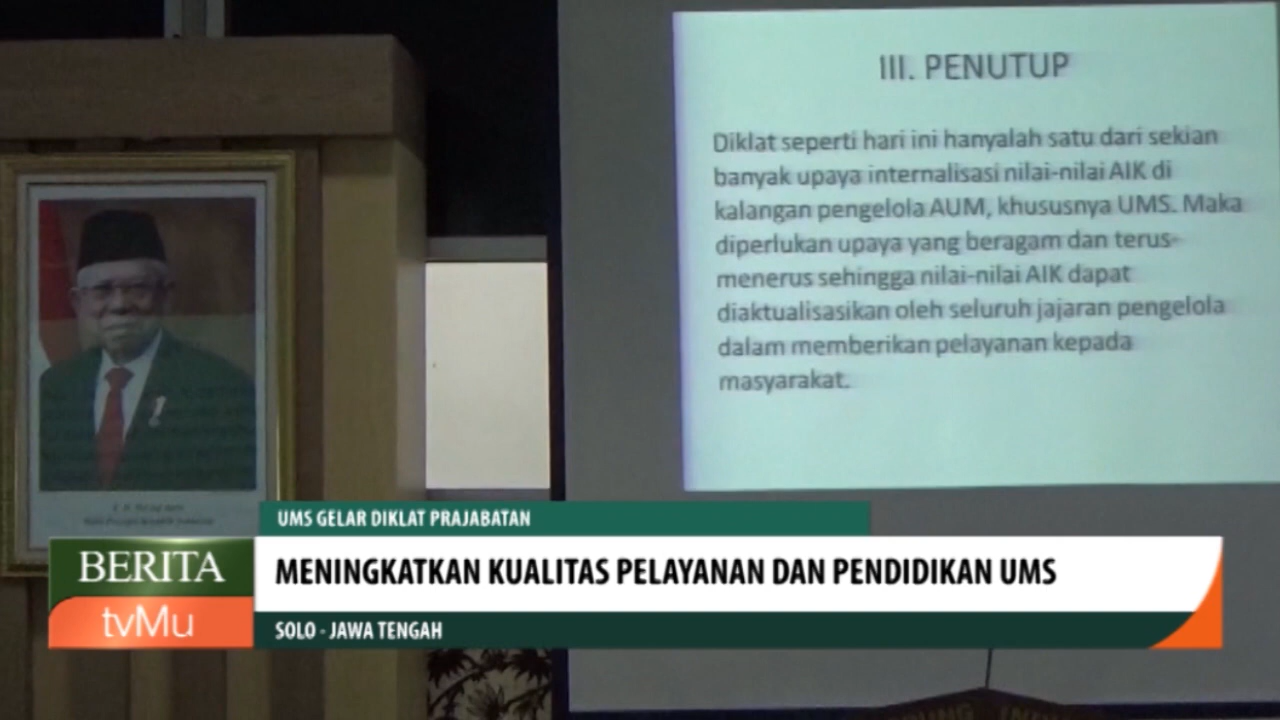 III. PENUTUP
Diklat seperti hari ini hanyalah satu dari sekian
banyak upaya internalisasi nilai-nilai AIK di
kalangan pengelola AUM, khususnya UMS. Maka
diperlukan upaya yang beragam dan terus-
menerus sehingga nilai-nilai AIK dapat
diaktualisasikan oleh seluruh jajaran pengelola
dalam memberikan pelayanan kepada
masyarakat.
UMS GELAR DIKLAT PRAJABATAN
BERITA
tvMu
MENINGKATKAN KUALITAS PELAYANAN DAN PENDIDIKAN UMS
SOLO - JAWA TENGAH